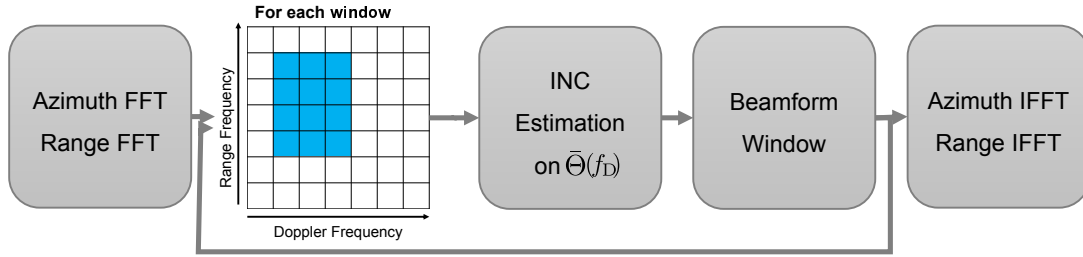 For each window
Azimuth FFT
Range FFT
Range Frequency
Doppler Frequency
INC
Estimation
on Θ̄(f_D)
Beamform
Window
Azimuth IFFT
Range IFFT